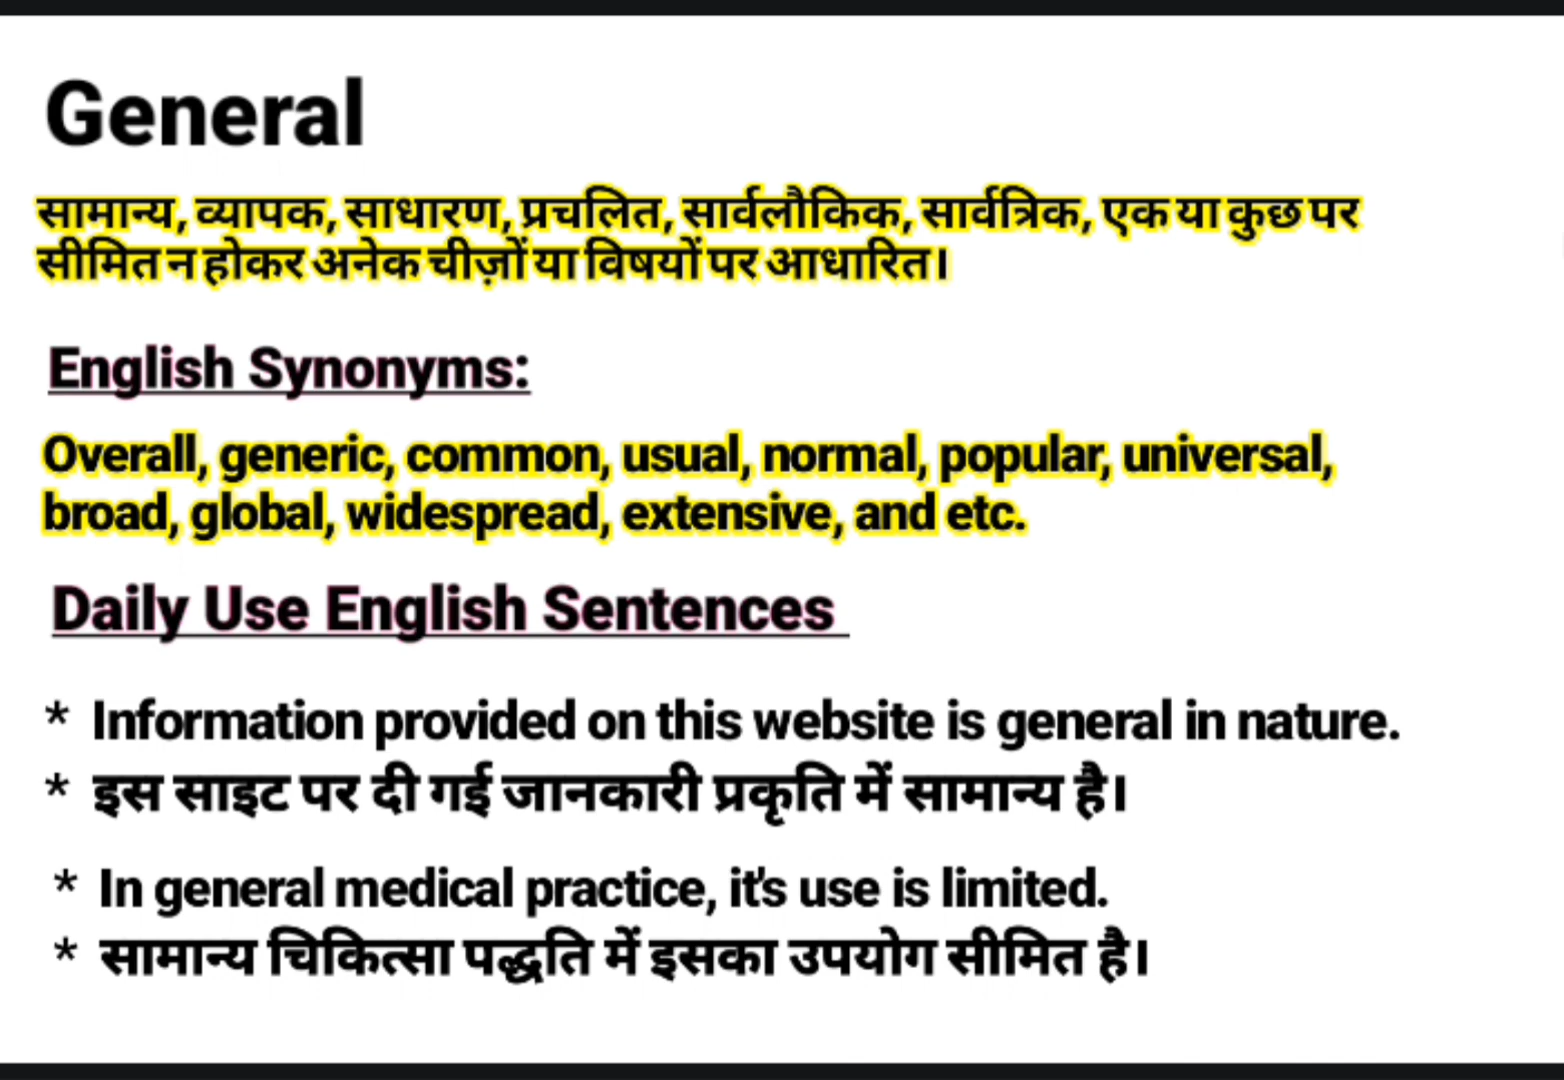 General
सामान्य, व्यापक, साधारण, प्रचलित, सार्वलौकिक, सार्वत्रिक, एक या कुछ पर
सीमित न होकर अनेक चीज़ों या विषयों पर आधारित।
English Synonyms:
Overall, generic, common, usual, normal, popular, universal,
broad, global, widespread, extensive, and etc.
Daily Use English Sentences
* Information provided on this website is general in nature.
* इस साइट पर दी गई जानकारी प्रकृति में सामान्य है।
* In general medical practice, it's use is limited.
* सामान्य चिकित्सा पद्धति में इसका उपयोग सीमित है।